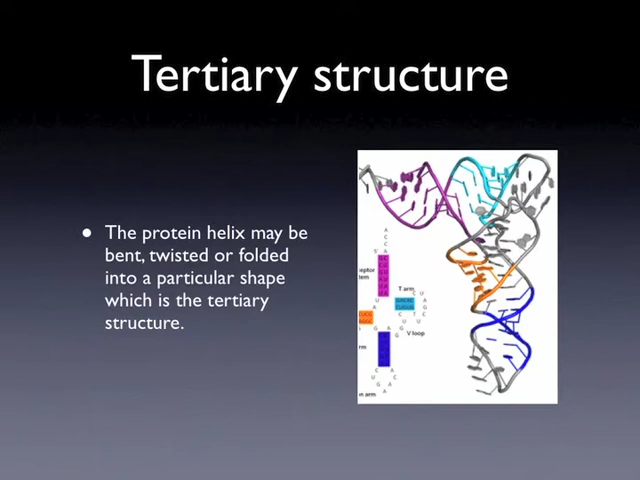 Tertiary structure
The protein helix may be
bent, twisted or folded
into a particular shape
which is the tertiary
structure.
T arm
V loop